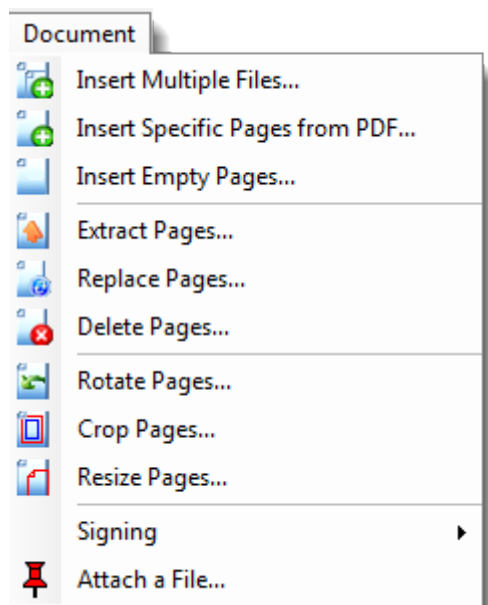 Document
Insert Multiple Files...
Insert Specific Pages from PDF...
Insert Empty Pages...
Extract Pages...
Replace Pages...
Delete Pages...
Rotate Pages...
Crop Pages...
Resize Pages...
Signing
Attach a File...